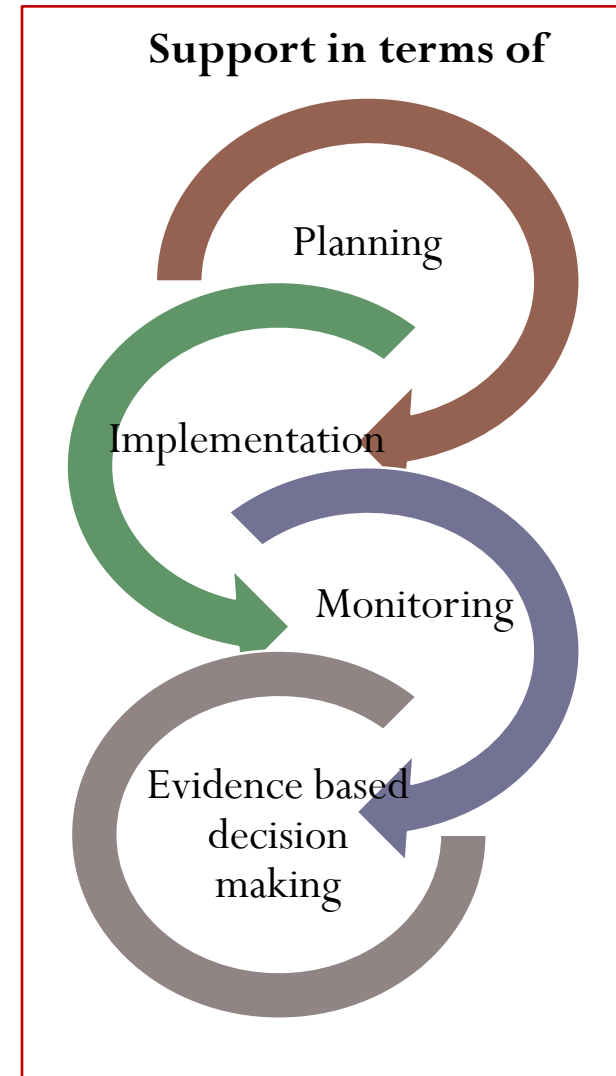 Support in terms of
Planning
Implementation
Monitoring
Evidence based
decision
making